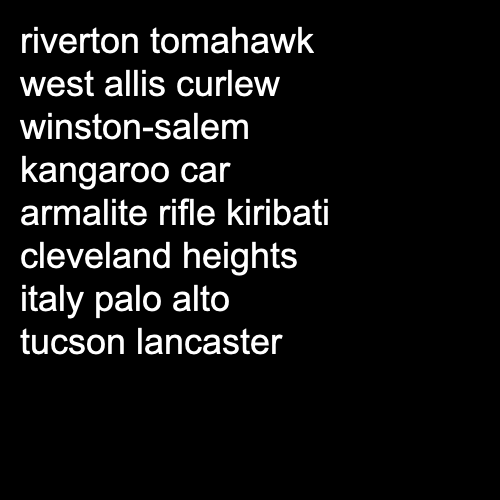 riverton tomahawk
west allis curlew
winston-salem
kangaroo car
armalite rifle kiribati
cleveland heights
italy palo alto
tucson lancaster